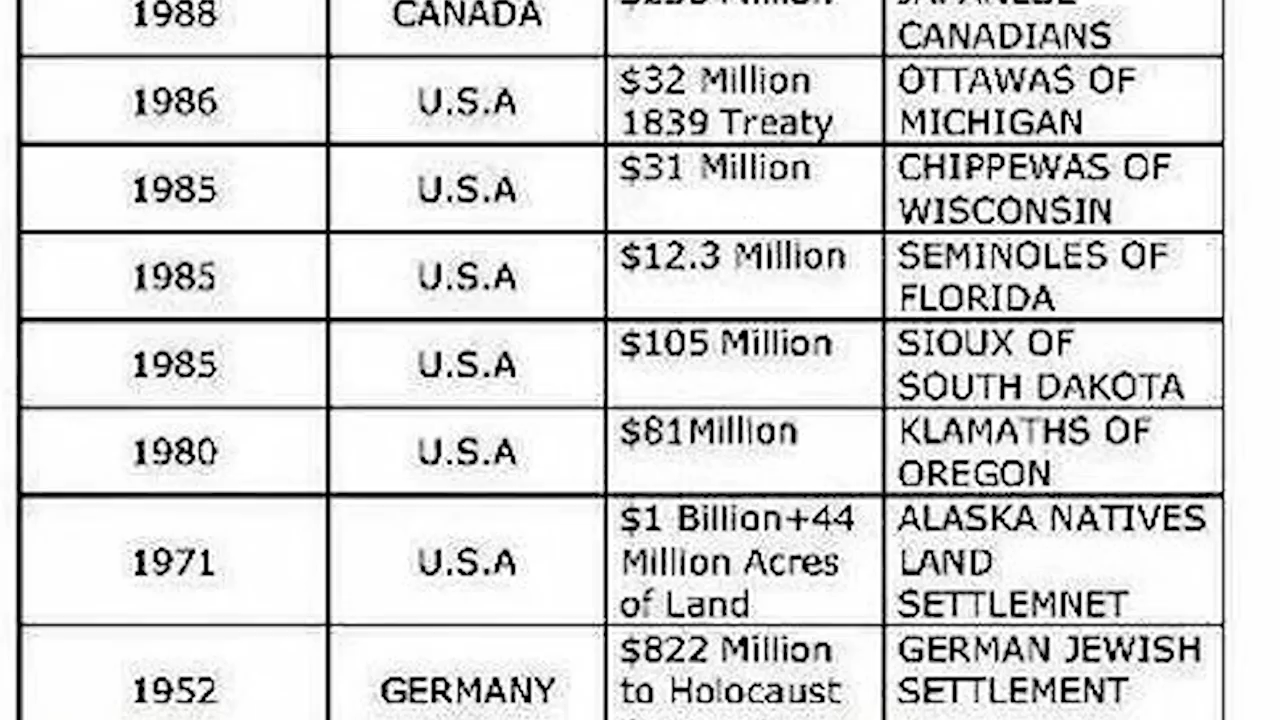 1988 CANADA
CANADIANS
1986 U.S.A $32 Million OTTAWAS OF
1839 Treaty MICHIGAN
1985 U.S.A $31 Million CHIPPEWAS OF
WISCONSIN
1985 U.S.A $12.3 Million SEMINOLES OF
FLORIDA
1985 U.S.A $105 Million SIOUX OF
SOUTH DAKOTA
1980 U.S.A $81Million KLAMATHS OF
OREGON
1971 U.S.A $1 Billion+44 ALASKA NATIVES
Million Acres LAND
of Land SETTLEMNET
1952 GERMANY $822 Million GERMAN JEWISH
to Holocaust SETTLEMENT